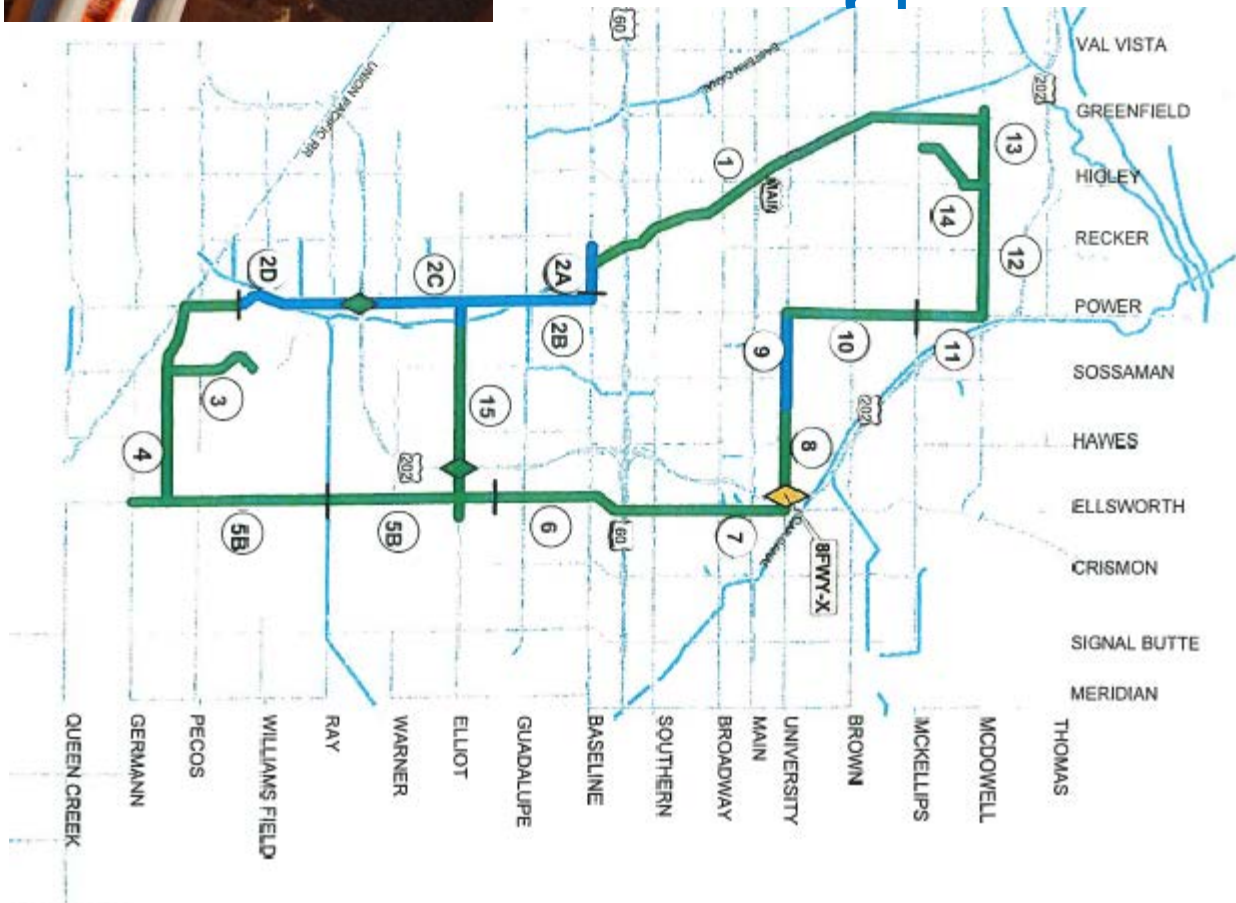 60
EASTERN CANAL
UNION PACIFIC RR
202
VAL VISTA
GREENFIELD
HIGLEY
RECKER
POWER
SOSSAMAN
HAWES
ELLSWORTH
CRISMON
SIGNAL BUTTE
MERIDIAN
13
1
MAIN
14
12
2D
2C
2A
2B
9
10
11
3
15
202
4
8
202
5B
5B
6
60
7
8FWY-X
QUEEN CREEK
GERMANN
PECOS
WILLIAMS FIELD
RAY
WARNER
ELLIOT
GUADALUPE
BASELINE
SOUTHERN
BROADWAY
MAIN
UNIVERSITY
BROWN
MCKELLIPS
MCDOWELL
THOMAS